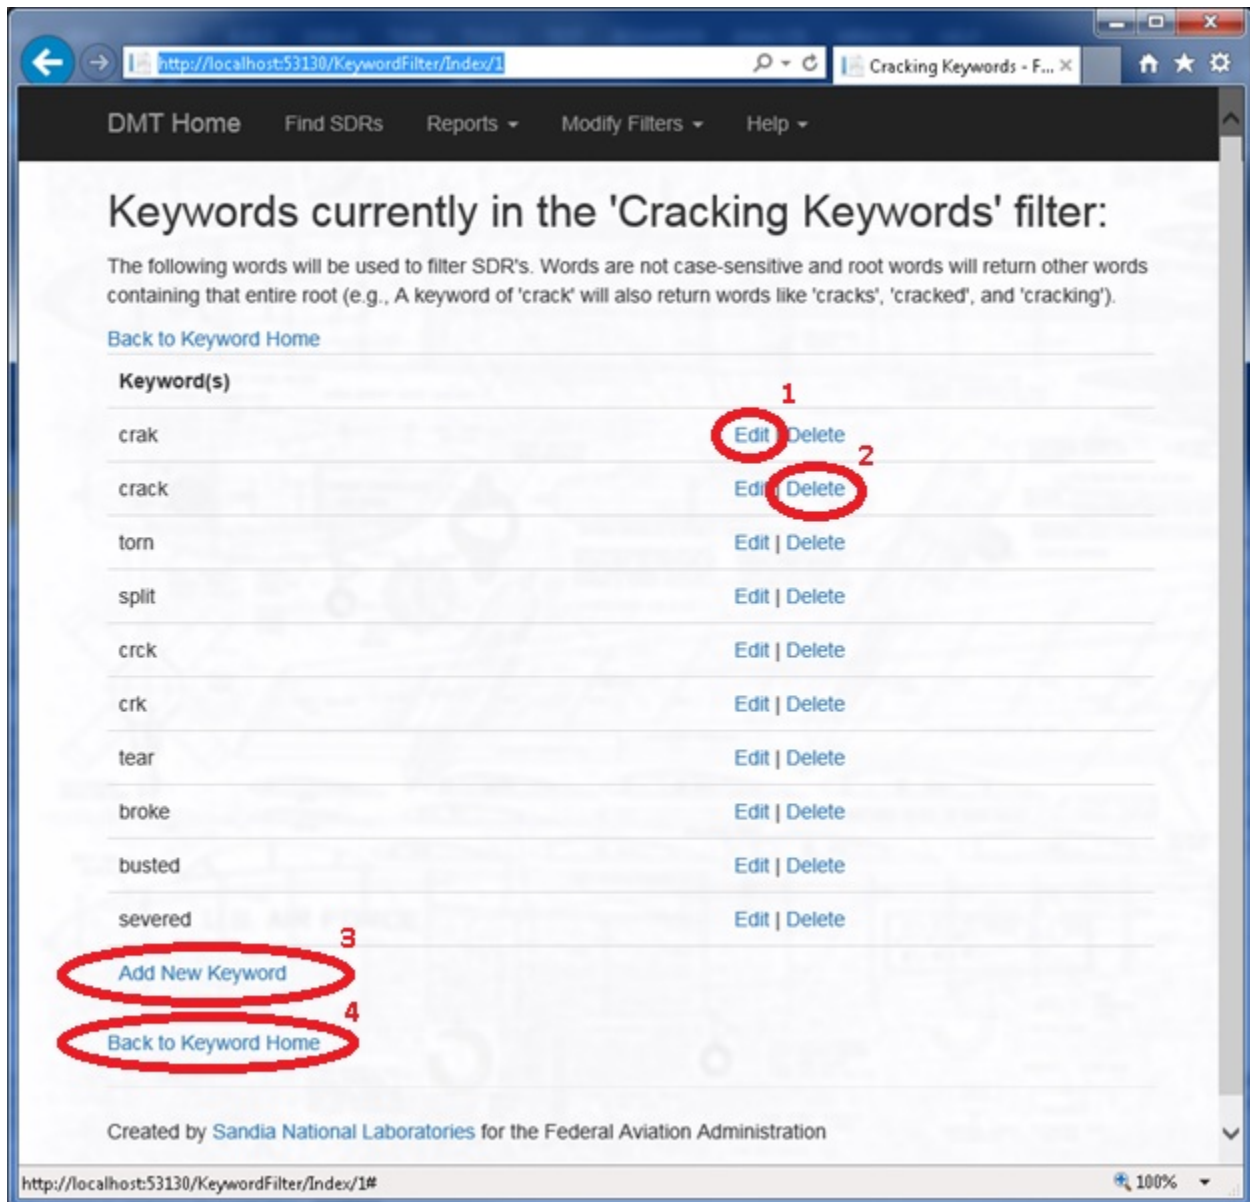 http://localhost:53130/KeywordFilter/Index/1
Cracking Keywords - F...
DMT Home Find SDRs Reports Modify Filters Help
Keywords currently in the 'Cracking Keywords' filter:
The following words will be used to filter SDR's. Words are not case-sensitive and root words will return other words
containing that entire root (e.g., A keyword of 'crack' will also return words like 'cracks', 'cracked', and 'cracking').
Back to Keyword Home
Keyword(s)
1
crak Edit | Delete
2
crack Edit | Delete
torn Edit | Delete
split Edit | Delete
crck Edit | Delete
crk Edit | Delete
tear Edit | Delete
broke Edit | Delete
busted Edit | Delete
severed Edit | Delete
U.S. AIR FORCE
3
Add New Keyword
4
Back to Keyword Home
Created by Sandia National Laboratories for the Federal Aviation Administration
http://localhost:53130/KeywordFilter/Index/1#
100%